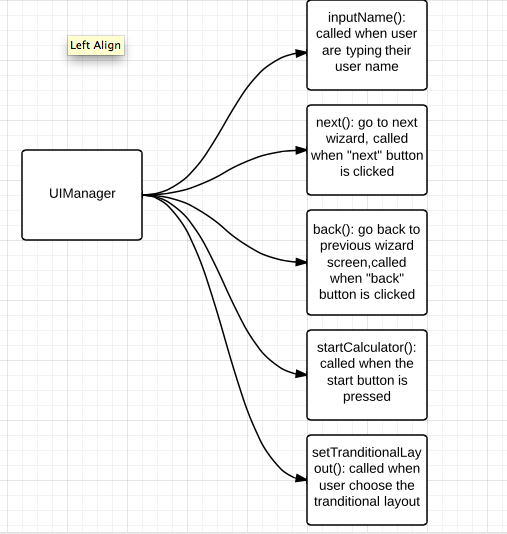 inputName():
called when user
are typing their
user name
Left Align
next(): go to next
wizard, called
when "next" button
is clicked
UIManager
back(): go back to
previous wizard
screen,called
when "back"
button is clicked
startCalculator():
called when the
start button is
pressed
setTranditionalLay
out(): called when
user choose the
tranditional layout